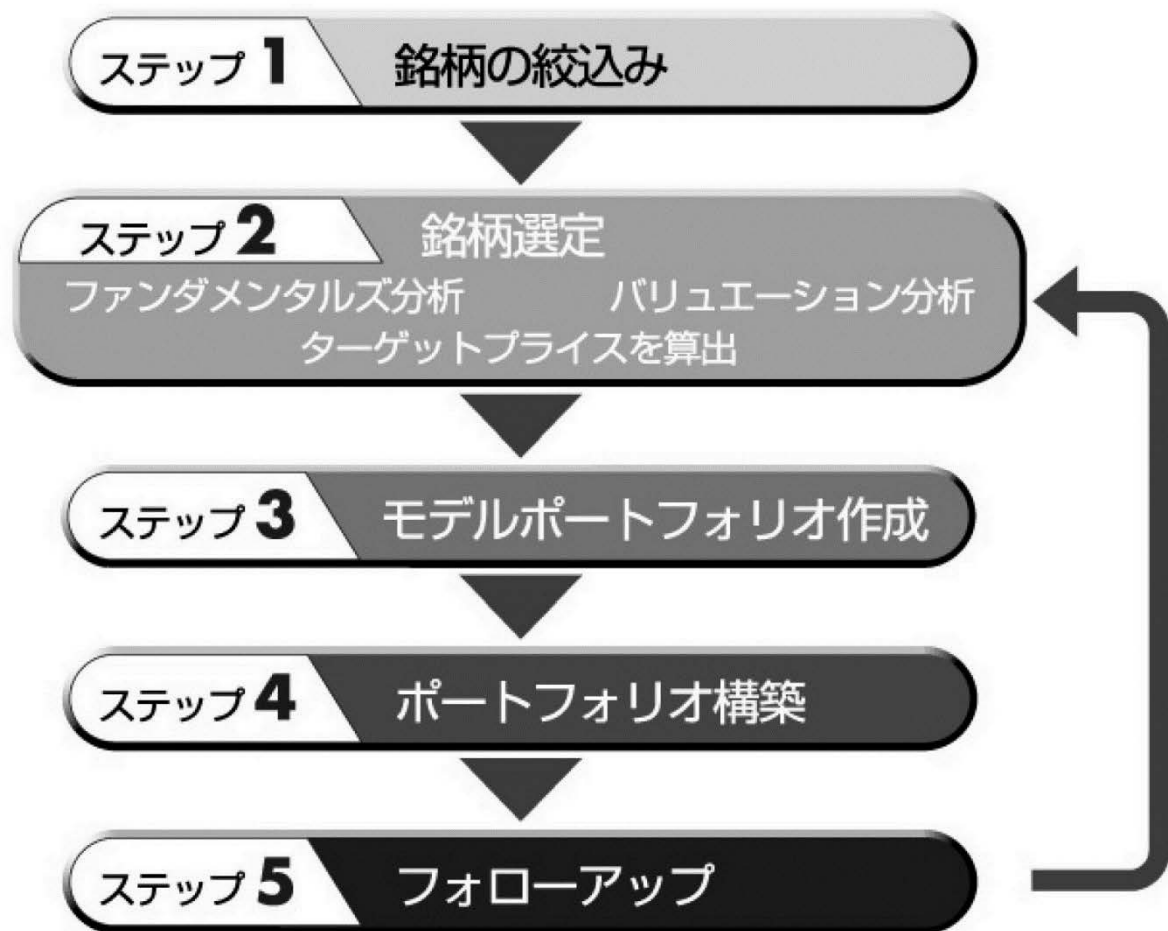 ステップ 1 銘柄の絞込み
ステップ 2 銘柄選定
ファンダメンタルズ分析 バリュエーション分析
ターゲットプライスを算出
ステップ 3 モデルポートフォリオ作成
ステップ 4 ポートフォリオ構築
ステップ 5 フォローアップ